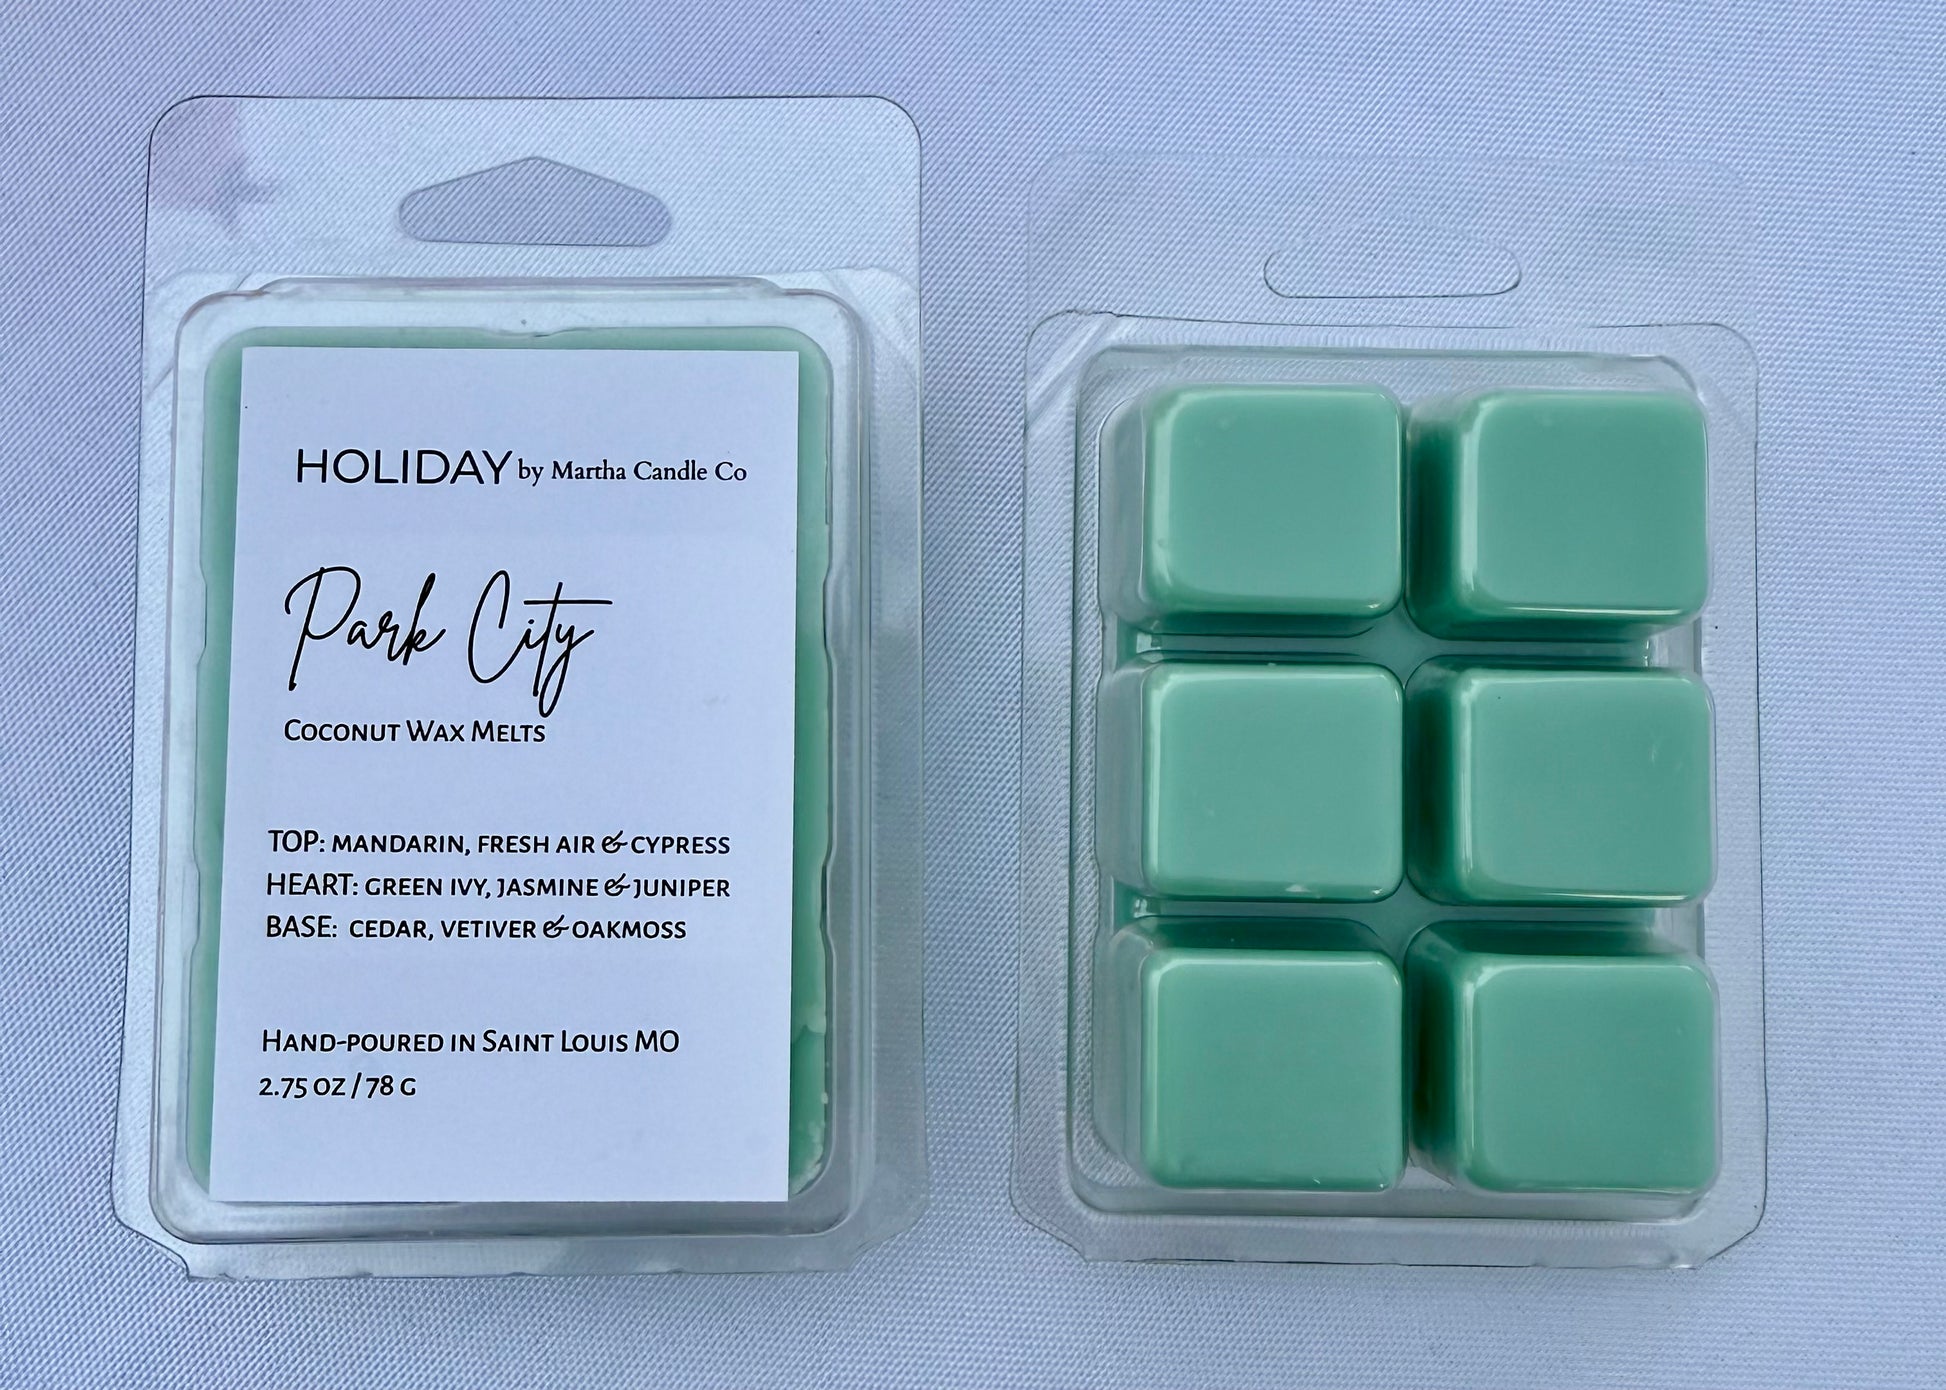 HOLIDAY by Martha Candle Co
Park City
Coconut Wax Melts
TOP: MANDARIN, FRESH AIR & CYPRESS
HEART: GREEN IVY, JASMINE & JUNIPER
BASE: CEDAR, VETIVER & OAKMOSS
HAND-POURED IN SAINT LOUIS MO
2.75 OZ / 78 G